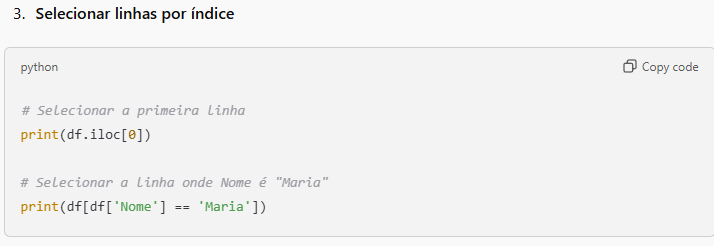 3. Selecionar linhas por índice
python
Copy code
# Selecionar a primeira linha
print(df.iloc[0])
# Selecionar a linha onde Nome é "Maria"
print(df[df['Nome'] == 'Maria'])